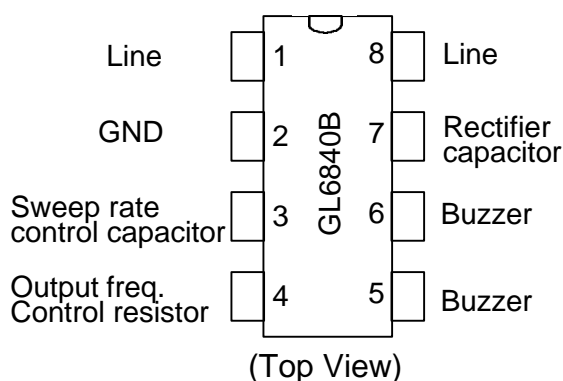 Line
1
8
Line
GND
2
7
Rectifier
capacitor
GL6840B
Sweep rate
control capacitor
3
6
Buzzer
Output freq.
Control resistor
4
5
Buzzer
(Top View)